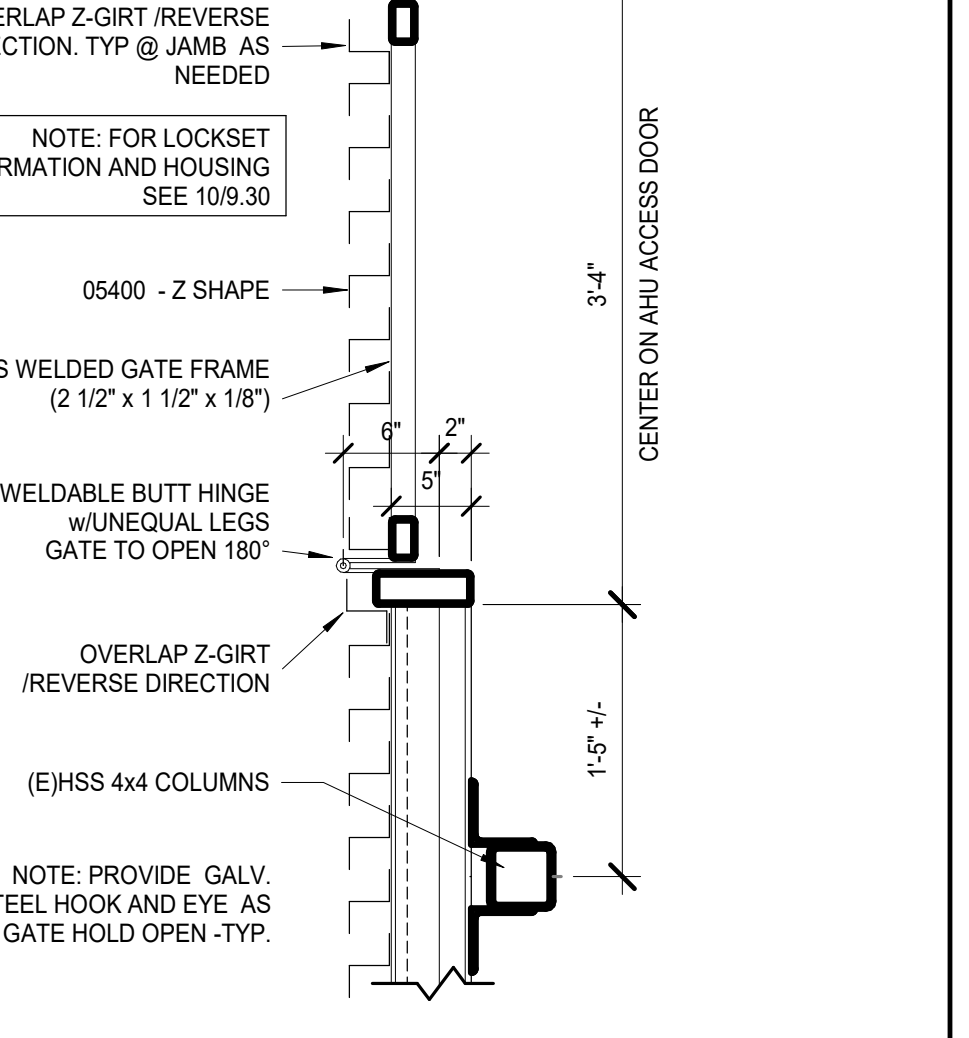 ERLAP Z-GIRT /REVERSE
ECTION. TYP @ JAMB AS
NEEDED
NOTE: FOR LOCKSET
RMATION AND HOUSING
SEE 10/9.30
05400 - Z SHAPE
S WELDED GATE FRAME
(2 1/2" x 1 1/2" x 1/8")
6"
2"
5"
WELDABLE BUTT HINGE
w/UNEQUAL LEGS
GATE TO OPEN 180°
OVERLAP Z-GIRT
/REVERSE DIRECTION
(E)HSS 4x4 COLUMNS
NOTE: PROVIDE GALV.
TEEL HOOK AND EYE AS
GATE HOLD OPEN -TYP.
3'-4"
CENTER ON AHU ACCESS DOOR
1'-5" +/-